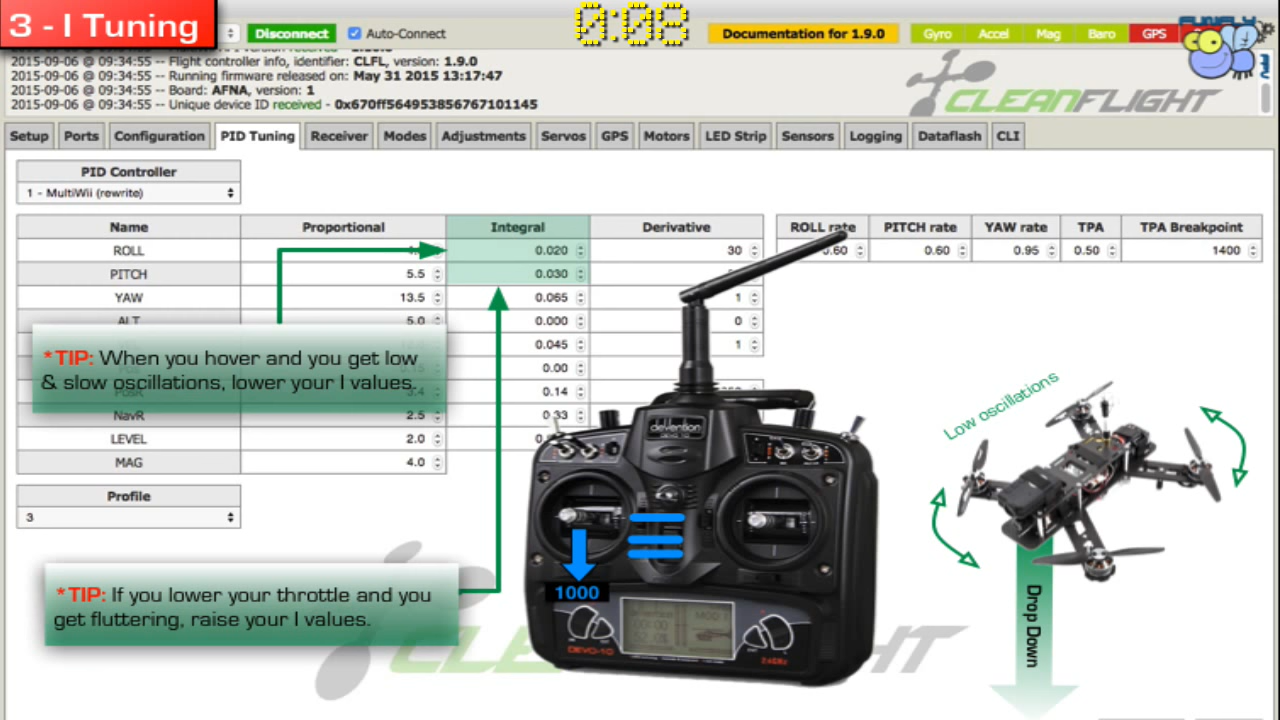 3 - I Tuning
0:08
Disconnect
Auto-Connect
Documentation for 1.9.0
Gyro
Accel
Mag
Baro
GPS
2015-09-06 @ 09:34:55 -- Flight controller info, identifier: CLFL, version: 1.9.0
2015-09-06 @ 09:34:55 -- Running firmware released on: May 31 2015 13:17:47
2015-09-06 @ 09:34:55 -- Board: AFNA, version: 1
2015-09-06 @ 09:34:55 -- Unique device ID received - 0x670ff564953856767101145
CLEANFLIGHT
Setup Ports Configuration PID Tuning Receiver Modes Adjustments Servos GPS Motors LED Strip Sensors Logging Dataflash CLI
PID Controller
1 - MultiWii (rewrite)
Name Proportional Integral Derivative ROLL rate PITCH rate YAW rate TPA TPA Breakpoint
ROLL 0.020 30 0.60 0.60 0.95 0.50 1400
PITCH 5.5 0.030
YAW 13.5 0.065 1
ALT 5.0 0.000 0
0.045 1
0.00
PosR 3.4 0.14
NavR 2.5 0.33
LEVEL 2.0
MAG 4.0
*TIP: When you hover and you get low
& slow oscillations, lower your I values.
Profile
3
*TIP: If you lower your throttle and you
get fluttering, raise your I values.
devention
DEVO 10
1000
DEVO-10
2.4GHz
Low oscillations
Drop Down